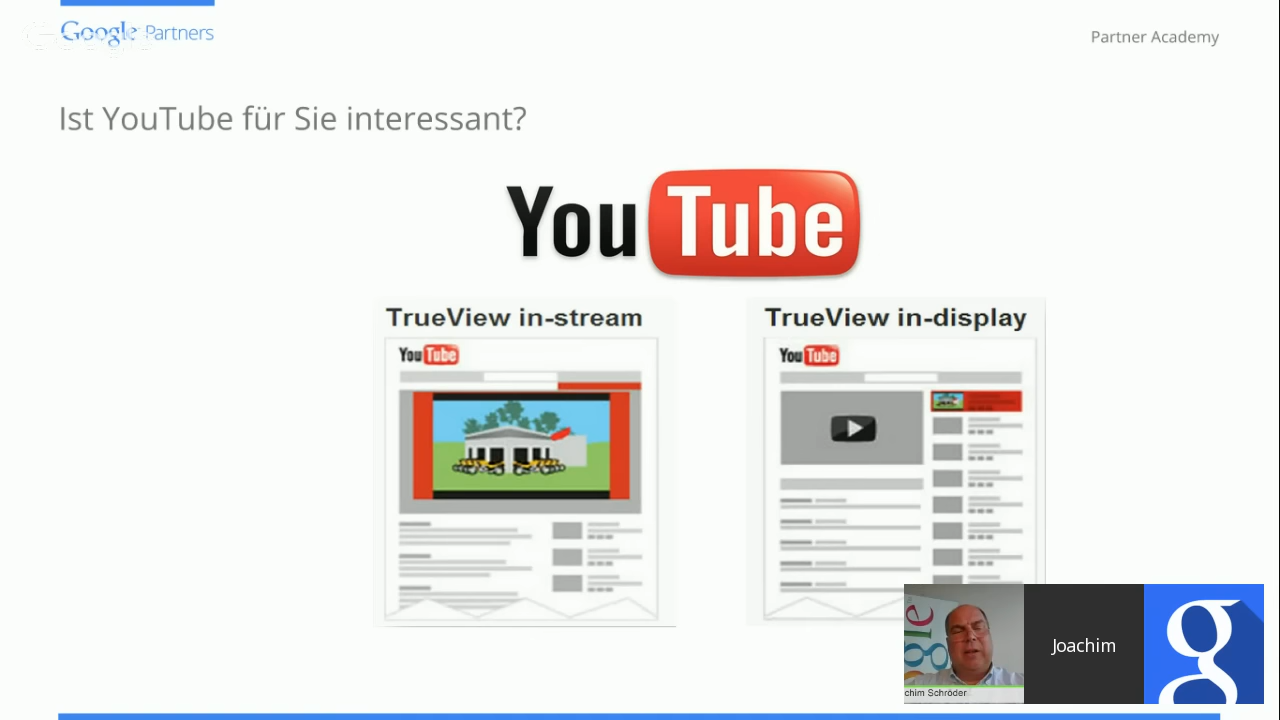 Google Partners
Partner Academy
Ist YouTube für Sie interessant?
YouTube
TrueView in-stream
TrueView in-display
YouTube
YouTube
Joachim
chim Schröder